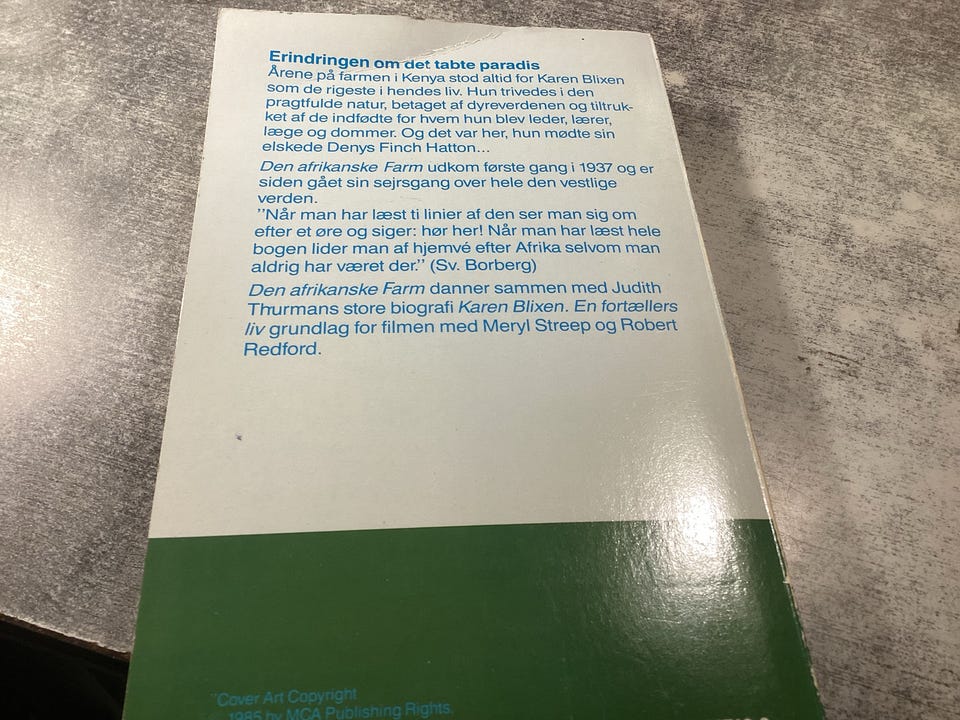 Erindringen om det tabte paradis
Årene på farmen i Kenya stod altid for Karen Blixen
som de rigeste i hendes liv. Hun trivedes i den
pragtfulde natur, betaget af dyreverdenen og tiltruk-
ket af de indfødte for hvem hun blev leder, lærer,
læge og dommer. Og det var her, hun mødte sin
elskede Denys Finch Hatton...
Den afrikanske Farm udkom første gang i 1937 og er
siden gået sin sejrsgang over hele den vestlige
verden.
"Når man har læst ti linier af den ser man sig om
efter et øre og siger: hør her! Når man har læst hele
bogen lider man af hjemvé efter Afrika selvom man
aldrig har været der." (Sv. Borberg)
Den afrikanske Farm danner sammen med Judith
Thurmans store biografi Karen Blixen. En fortællers
liv grundlag for filmen med Meryl Streep og Robert
Redford.
"Cover Art Copyright
1985 by MCA Publishing Rights.